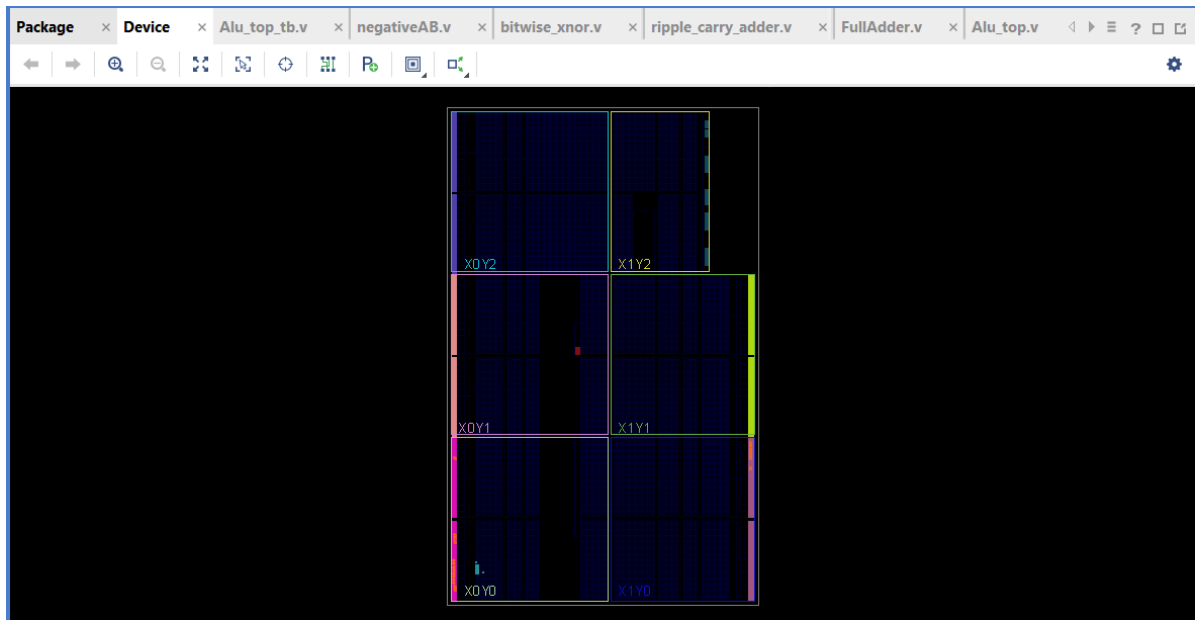 Package Device Alu_top_tb.v negativeAB.v bitwise_xnor.v ripple_carry_adder.v FullAdder.v Alu_top.v
X0Y2 X1Y2
X0Y1 X1Y1
X0Y0 X1Y0